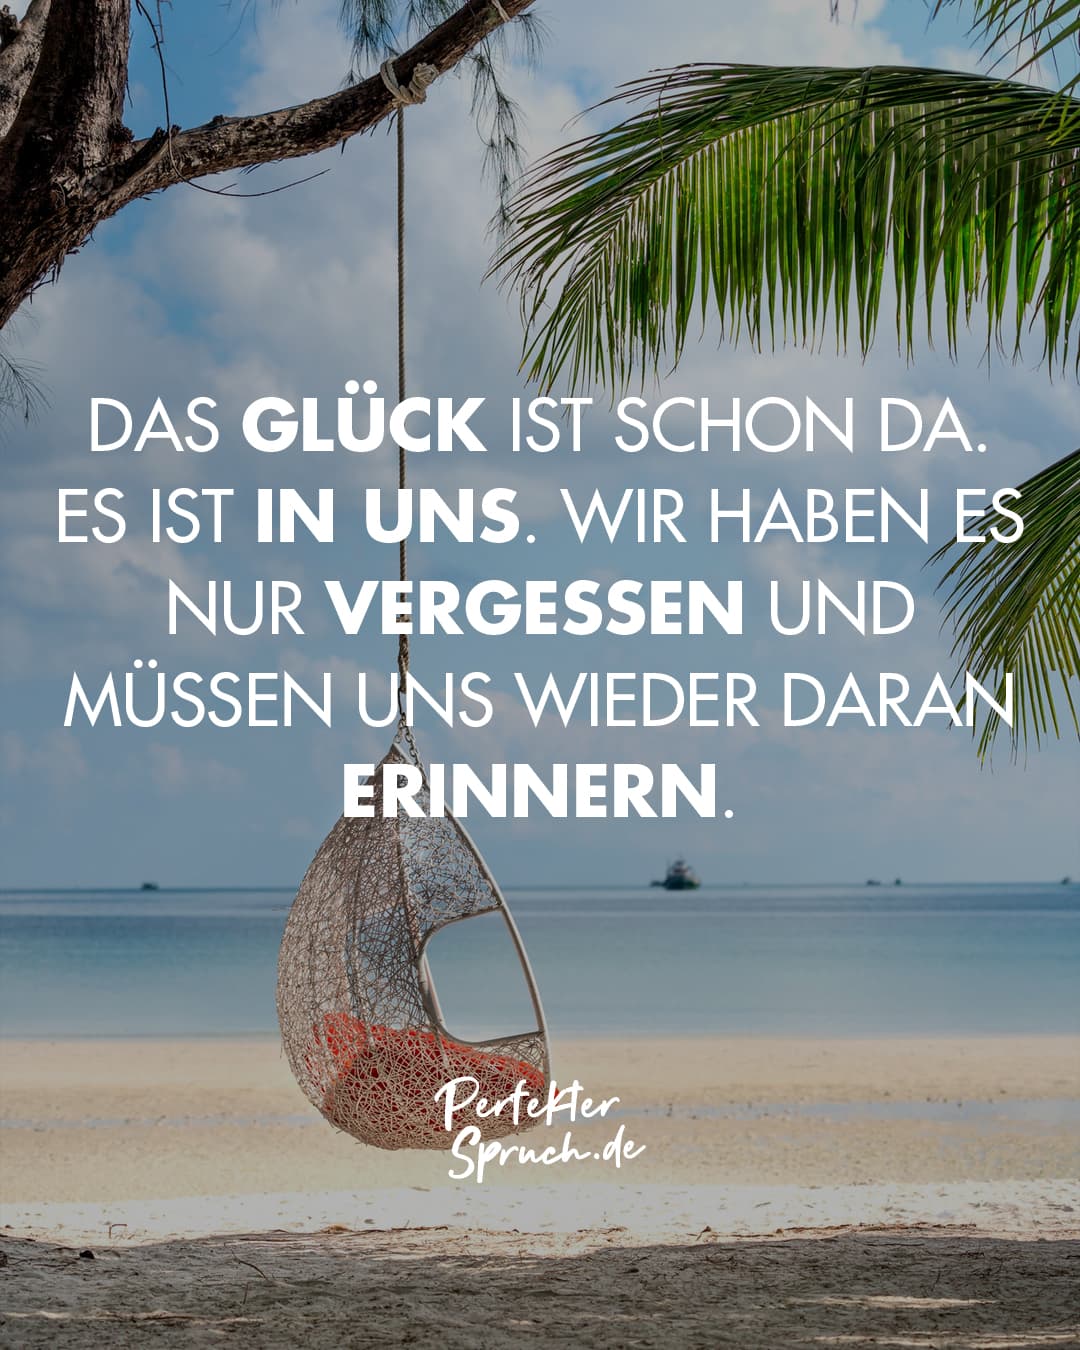 DAS GLÜCK IST SCHON DA.
ES IST IN UNS. WIR HABEN ES
NUR VERGESSEN UND
MÜSSEN UNS WIEDER DARAN
ERINNERN.
Perfekter
Spruch.de